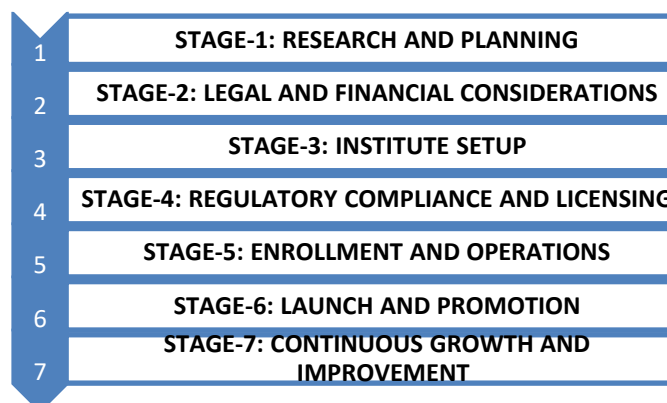 1
STAGE-1: RESEARCH AND PLANNING
2
STAGE-2: LEGAL AND FINANCIAL CONSIDERATIONS
3
STAGE-3: INSTITUTE SETUP
4
STAGE-4: REGULATORY COMPLIANCE AND LICENSING
5
STAGE-5: ENROLLMENT AND OPERATIONS
6
STAGE-6: LAUNCH AND PROMOTION
7
STAGE-7: CONTINUOUS GROWTH AND
IMPROVEMENT